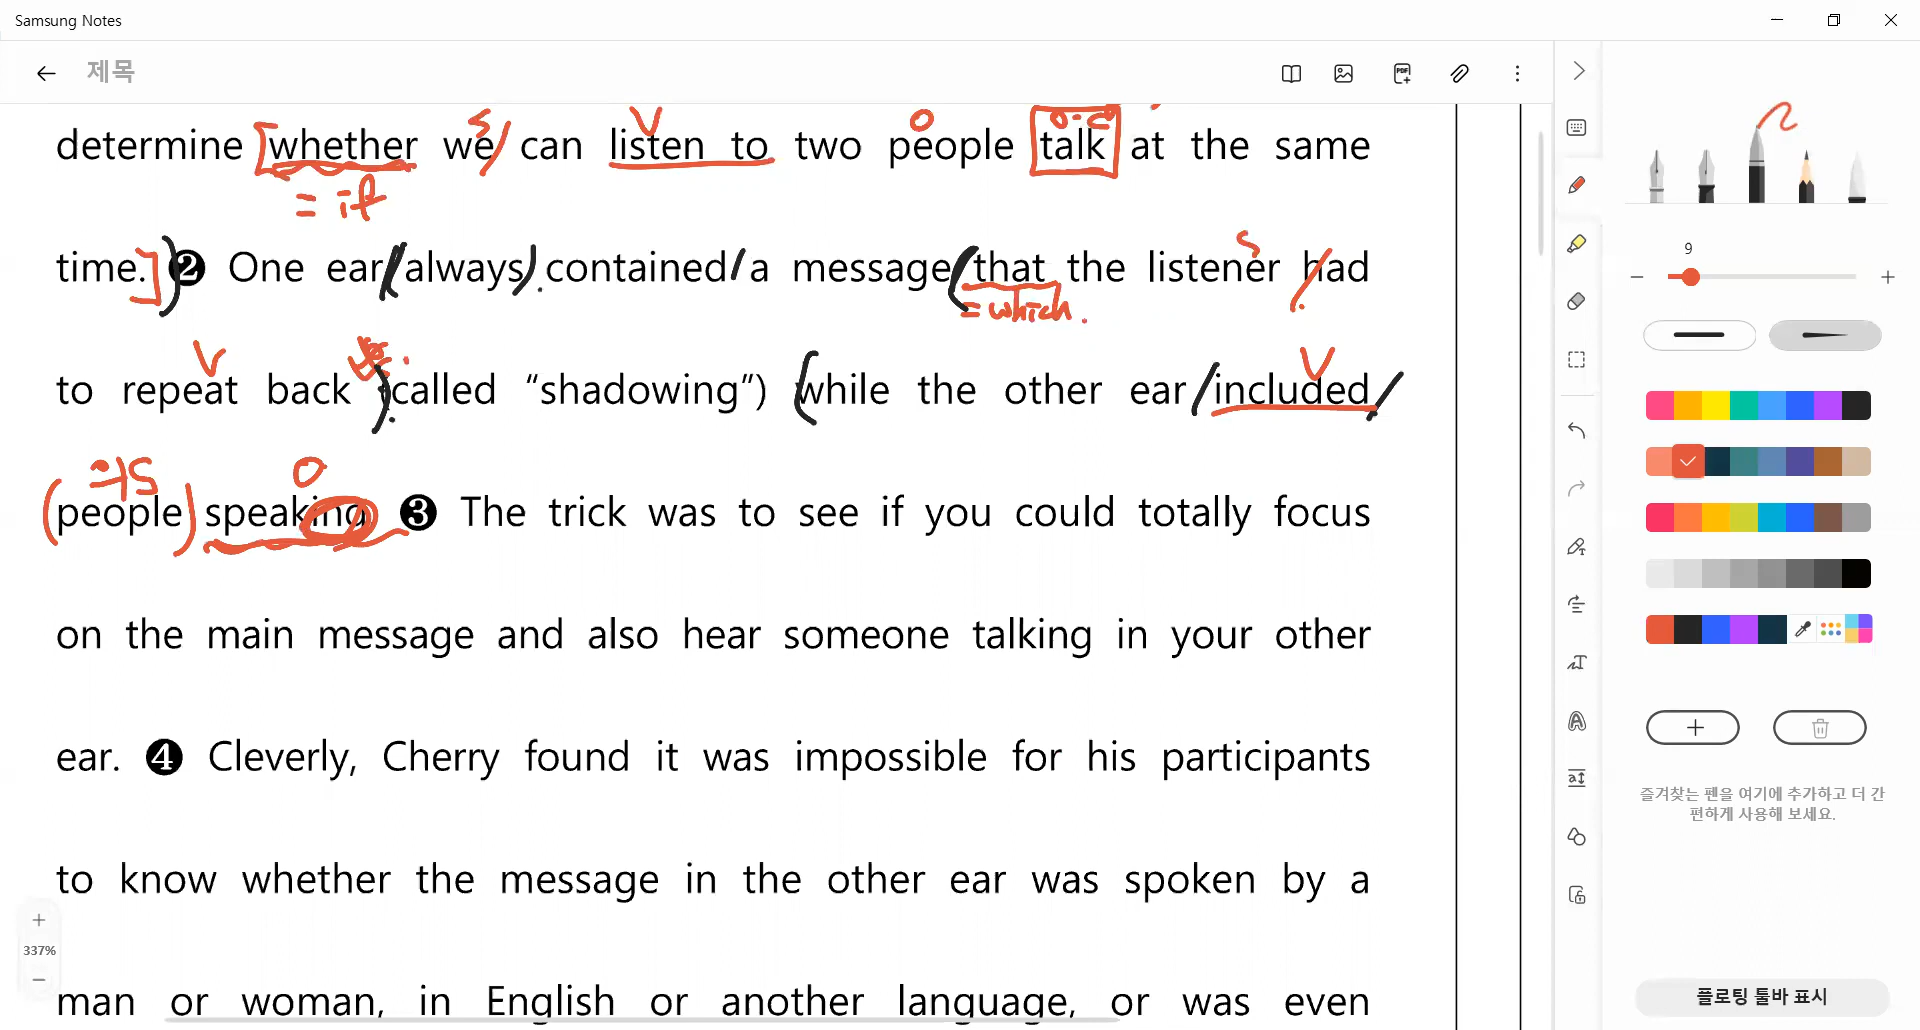 Samsung Notes
제목
S V O o.c
determine [whether we can listen to two people talk at the same
= if
S
time.] ❷ One ear (always) contained / a message (that the listener / had
= which.
V V
to repeat back (called “shadowing”) (while the other ear / included /
의S O
(people) speaking ❸ The trick was to see if you could totally focus
on the main message and also hear someone talking in your other
ear. ❹ Cleverly, Cherry found it was impossible for his participants
to know whether the message in the other ear was spoken by a
man or woman, in English or another language, or was even
337%
9
즐겨찾는 펜을 여기에 추가하고 더 간
편하게 사용해 보세요.
플로팅 툴바 표시